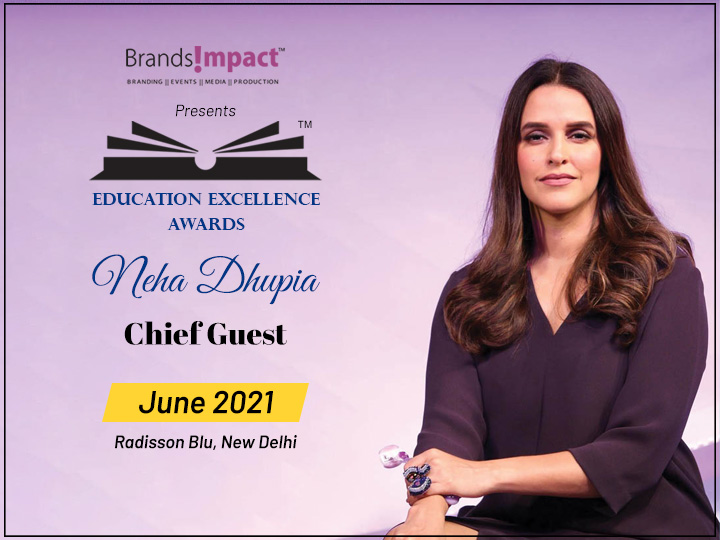 Brands!mpact™
BRANDING || EVENTS || MEDIA || PRODUCTION
Presents
TM
EDUCATION EXCELLENCE
AWARDS
Neha Dhupia
Chief Guest
June 2021
Radisson Blu, New Delhi